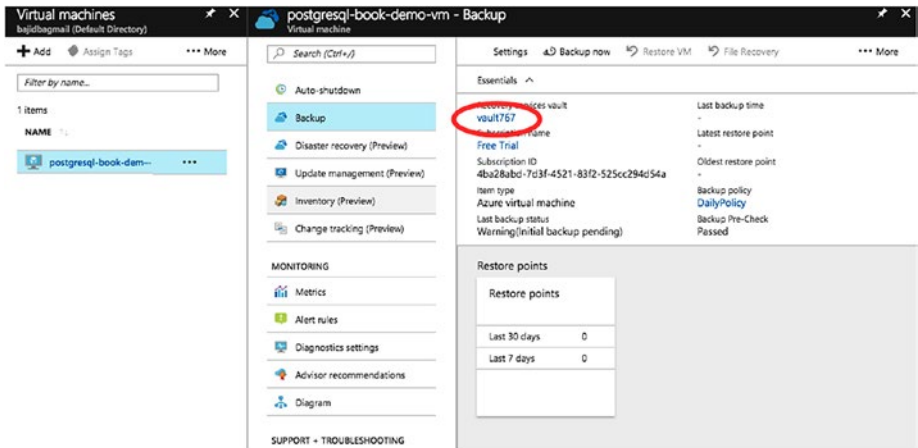 Virtual machines
bajidbagmail (Default Directory)
+ Add Assign Tags ••• More
Filter by name...
1 items
NAME
postgresql-book-dem-- •••
postgresql-book-demo-vm - Backup
Virtual machine
Search (Ctrl+/)
Auto-shutdown
Backup
Disaster recovery (Preview)
Update management (Preview)
Inventory (Preview)
Change tracking (Preview)
MONITORING
Metrics
Alert rules
Diagnostics settings
Advisor recommendations
Diagram
SUPPORT + TROUBLESHOOTING
Settings Backup now Restore VM File Recovery ••• More
Essentials
Recovery services vault
vault767
Subscription name
Free Trial
Subscription ID
4ba28abd-7d3f-4521-83f2-525cc294d54a
Item type
Azure virtual machine
Last backup status
Warning(Initial backup pending)
Last backup time
-
Latest restore point
-
Oldest restore point
-
Backup policy
DailyPolicy
Backup Pre-Check
Passed
Restore points
Restore points
Last 30 days 0
Last 7 days 0